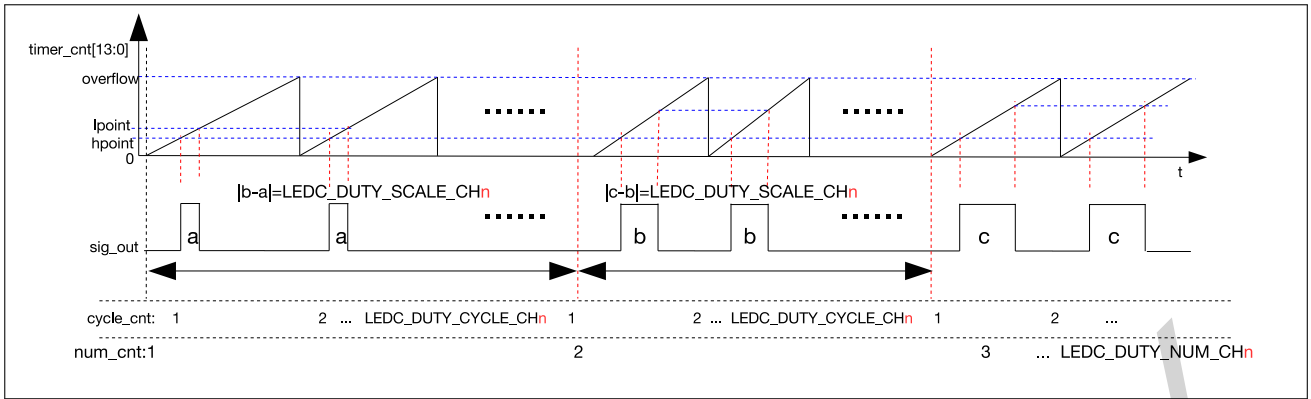 timer_cnt[13:0]
overflow
lpoint
hpoint
0
t
|b-a|=LEDC_DUTY_SCALE_CHn |c-b|=LEDC_DUTY_SCALE_CHn
sig_out a a b b c c
cycle_cnt: 1 2 ... LEDC_DUTY_CYCLE_CHn 1 2 ... LEDC_DUTY_CYCLE_CHn 1 2 ...
num_cnt:1 2 3 ... LEDC_DUTY_NUM_CHn